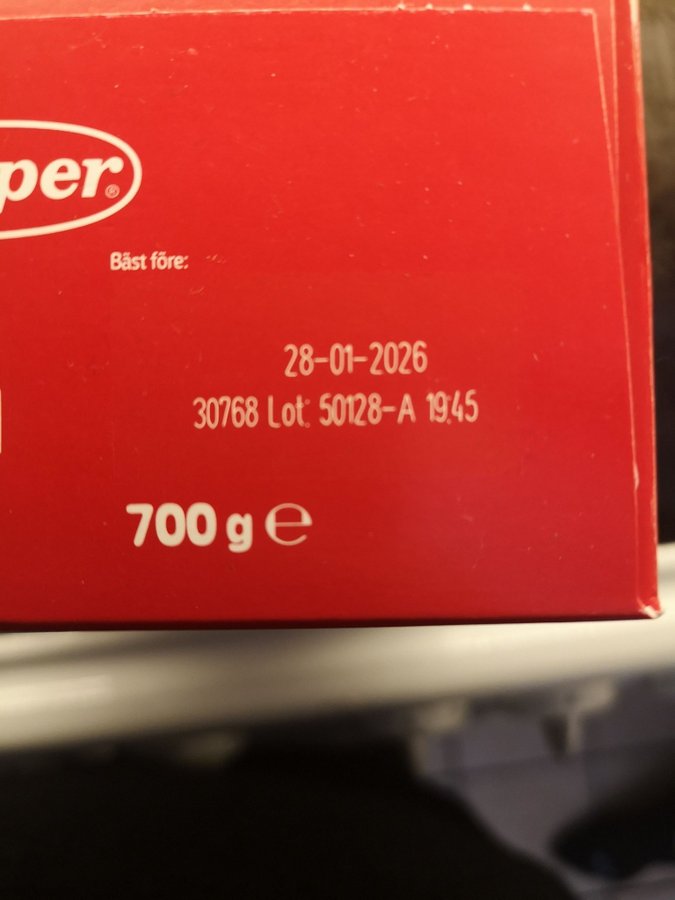 per®
Bäst före:
28-01-2026
30768 Lot: 50128-A 19:45
700 g ℮